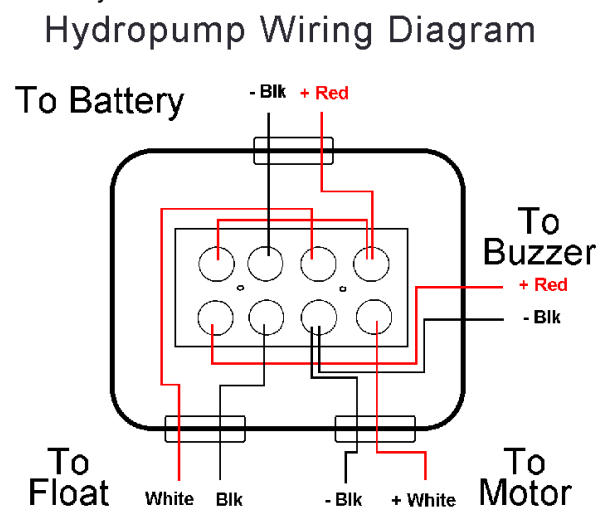 Hydropump Wiring Diagram
To Battery
- Blk + Red
To
Buzzer
+ Red
- Blk
To
Float
White Blk
- Blk + White
To
Motor